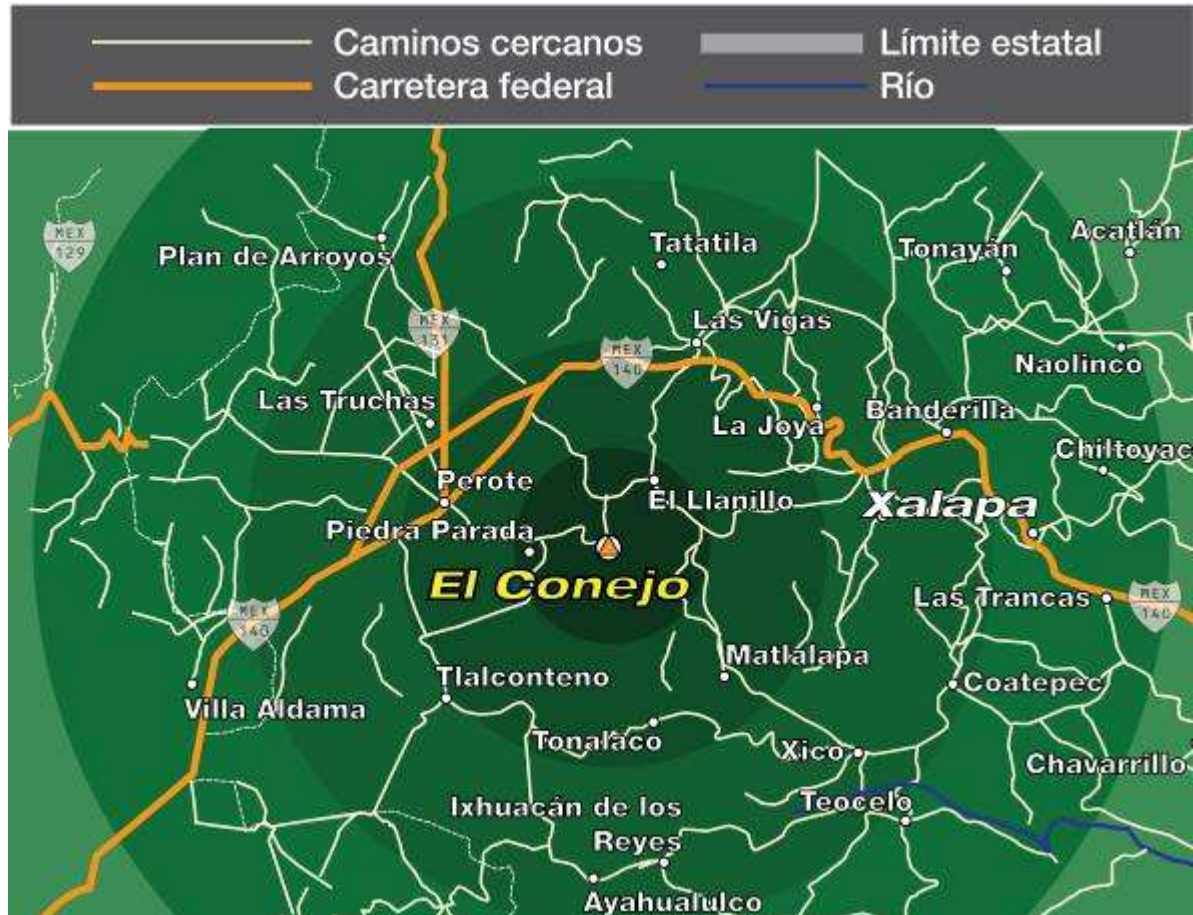 Caminos cercanos
Límite estatal
Carretera federal
Río
MEX
129
Plan de Arroyos
Tatatila
Tonayán
Acatlán
MEX
131
Las Vigas
MEX
140
Naolinco
Las Truchas
La Joya
Banderilla
Chiltoyac
Perote
El Llanillo
Xalapa
Piedra Parada
El Conejo
Las Trancas
MEX
140
MEX
140
Matlálapa
Tlalconteno
Coatepec
Villa Aldama
Tonalaco
Xico
Chavarrillo
Ixhuacán de los
Reyes
Teocelo
Ayahualulco